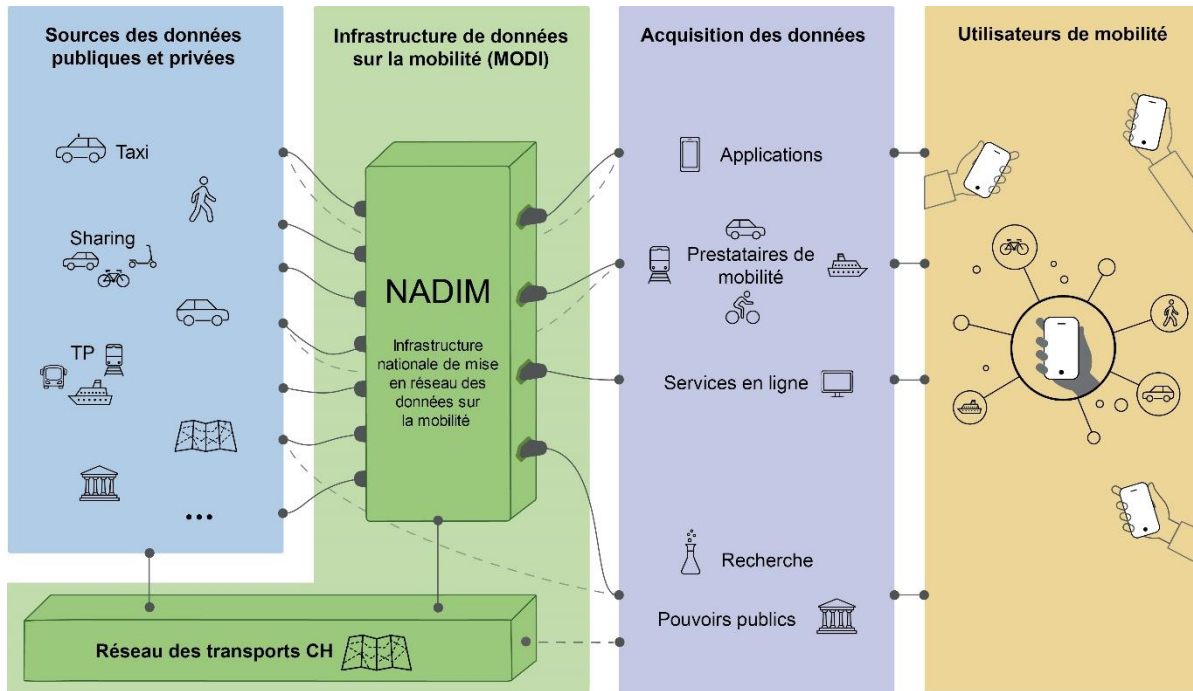 Sources des données
publiques et privées
Taxi
Sharing
TP
...
Infrastructure de données
sur la mobilité (MODI)
NADIM
Infrastructure
nationale de mise
en réseau des
données sur
la mobilité
Réseau des transports CH
Acquisition des données
Applications
Prestataires de
mobilité
Services en ligne
Recherche
Pouvoirs publics
Utilisateurs de mobilité